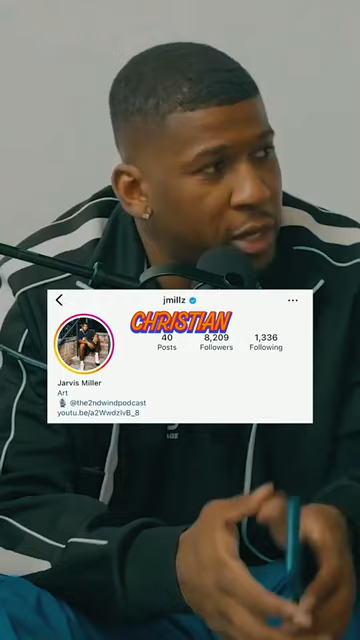 jmillz
CHRISTIAN
40 8,209 1,336
Posts Followers Following
Jarvis Miller
Art
@the2ndwindpodcast
youtu.be/a2WwdzlvB_8